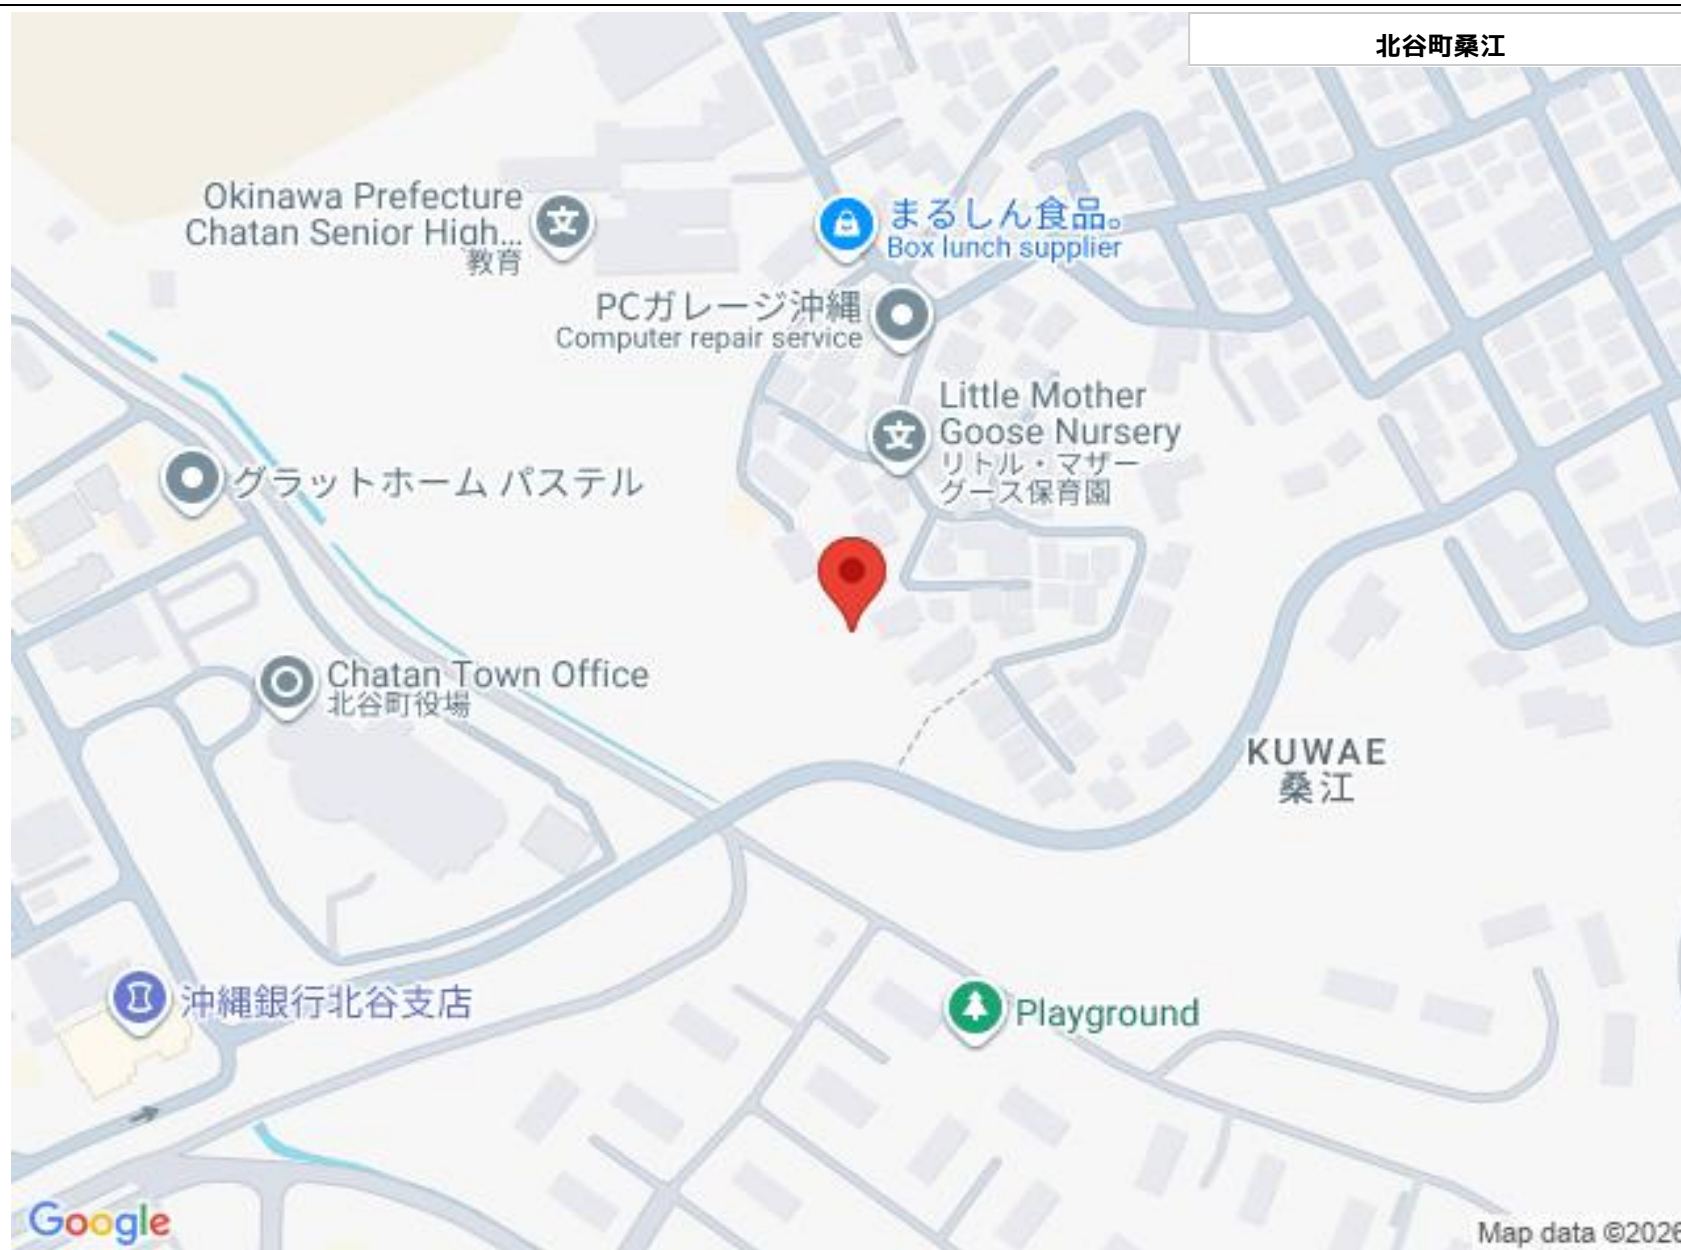 北谷町桑江
Okinawa Prefecture
Chatan Senior High...
教育
まるしん食品。
Box lunch supplier
PCガレージ沖縄
Computer repair service
Little Mother
Goose Nursery
リトル・マザー
グース保育園
グラットホーム パステル
Chatan Town Office
北谷町役場
KUWAE
桑江
沖縄銀行北谷支店
Playground
Google
Map data ©2026